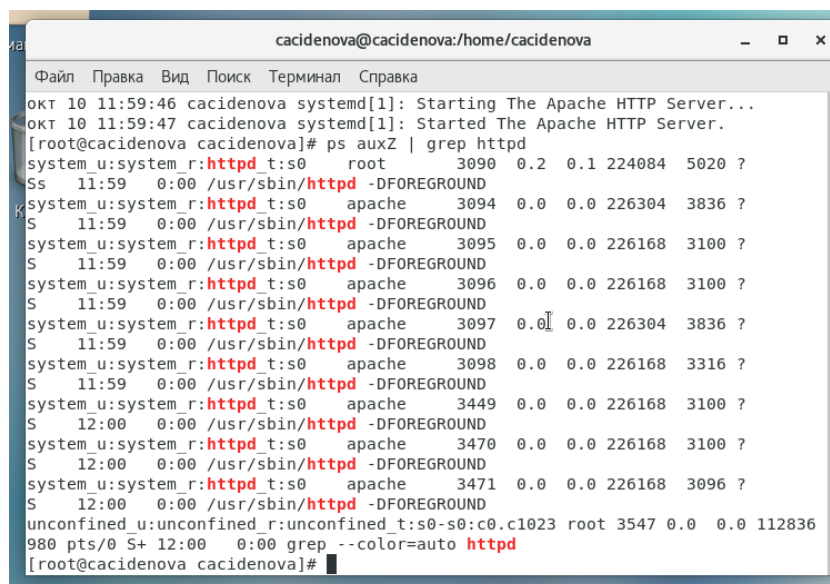 cacidenova@cacidenova:/home/cacidenova
Файл Правка Вид Поиск Терминал Справка
окт 10 11:59:46 cacidenova systemd[1]: Starting The Apache HTTP Server...
окт 10 11:59:47 cacidenova systemd[1]: Started The Apache HTTP Server.
[root@cacidenova cacidenova]# ps auxZ | grep httpd
system_u:system_r:httpd_t:s0    root       3090  0.2  0.1 224084  5020 ?
Ss   11:59   0:00 /usr/sbin/httpd -DFOREGROUND
system_u:system_r:httpd_t:s0    apache     3094  0.0  0.0 226304  3836 ?
S    11:59   0:00 /usr/sbin/httpd -DFOREGROUND
system_u:system_r:httpd_t:s0    apache     3095  0.0  0.0 226168  3100 ?
S    11:59   0:00 /usr/sbin/httpd -DFOREGROUND
system_u:system_r:httpd_t:s0    apache     3096  0.0  0.0 226168  3100 ?
S    11:59   0:00 /usr/sbin/httpd -DFOREGROUND
system_u:system_r:httpd_t:s0    apache     3097  0.0  0.0 226304  3836 ?
S    11:59   0:00 /usr/sbin/httpd -DFOREGROUND
system_u:system_r:httpd_t:s0    apache     3098  0.0  0.0 226168  3316 ?
S    11:59   0:00 /usr/sbin/httpd -DFOREGROUND
system_u:system_r:httpd_t:s0    apache     3449  0.0  0.0 226168  3100 ?
S    12:00   0:00 /usr/sbin/httpd -DFOREGROUND
system_u:system_r:httpd_t:s0    apache     3470  0.0  0.0 226168  3100 ?
S    12:00   0:00 /usr/sbin/httpd -DFOREGROUND
system_u:system_r:httpd_t:s0    apache     3471  0.0  0.0 226168  3096 ?
S    12:00   0:00 /usr/sbin/httpd -DFOREGROUND
unconfined_u:unconfined_r:unconfined_t:s0-s0:c0.c1023 root 3547 0.0  0.0 112836
980 pts/0 S+ 12:00   0:00 grep --color=auto httpd
[root@cacidenova cacidenova]#